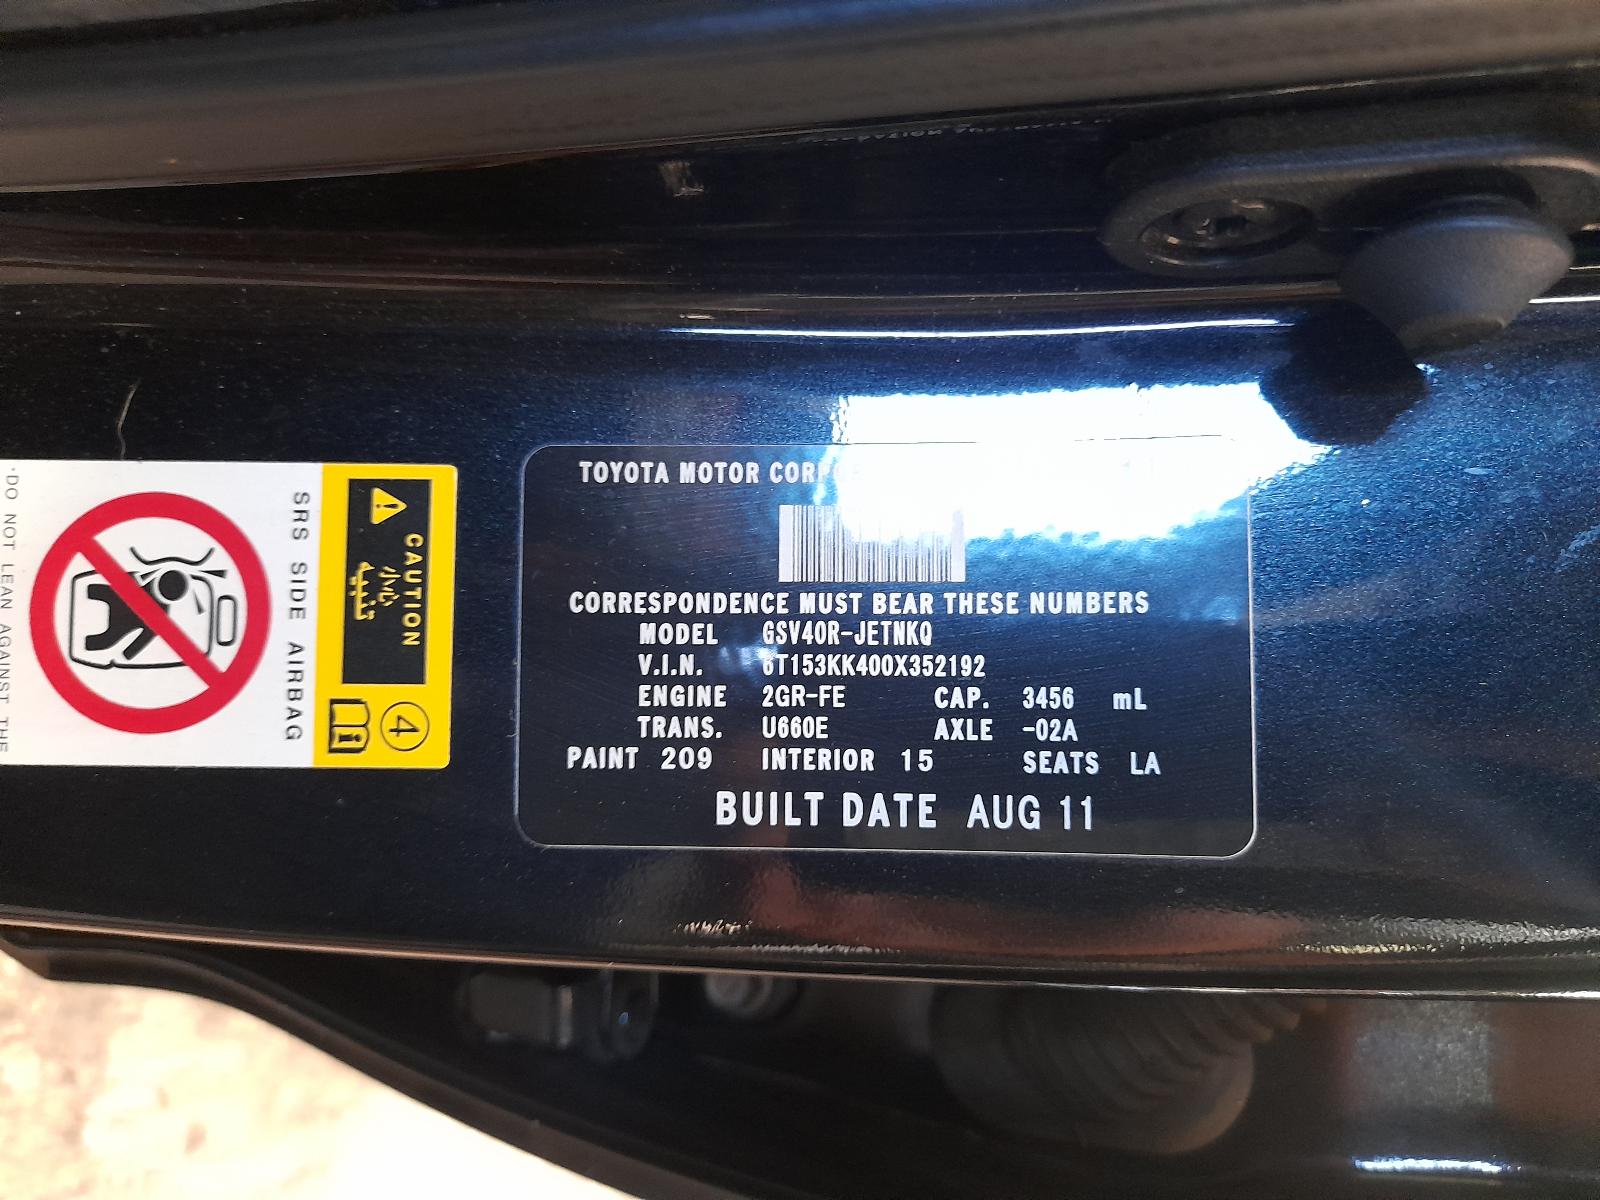 TOYOTA MOTOR
CORRESPONDENCE MUST BEAR THESE NUMBERS
MODEL GSV40R-JETNKQ
V.I.N. 6T153KK400X352192
ENGINE 2GR-FE CAP. 3456 mL
TRANS. U660E AXLE -02A
PAINT 209 INTERIOR 15 SEATS LA
BUILT DATE AUG 11
CAUTION
小心
تنبيه
4
SRS SIDE AIRBAG
·DO NOT LEAN AGAINST THE